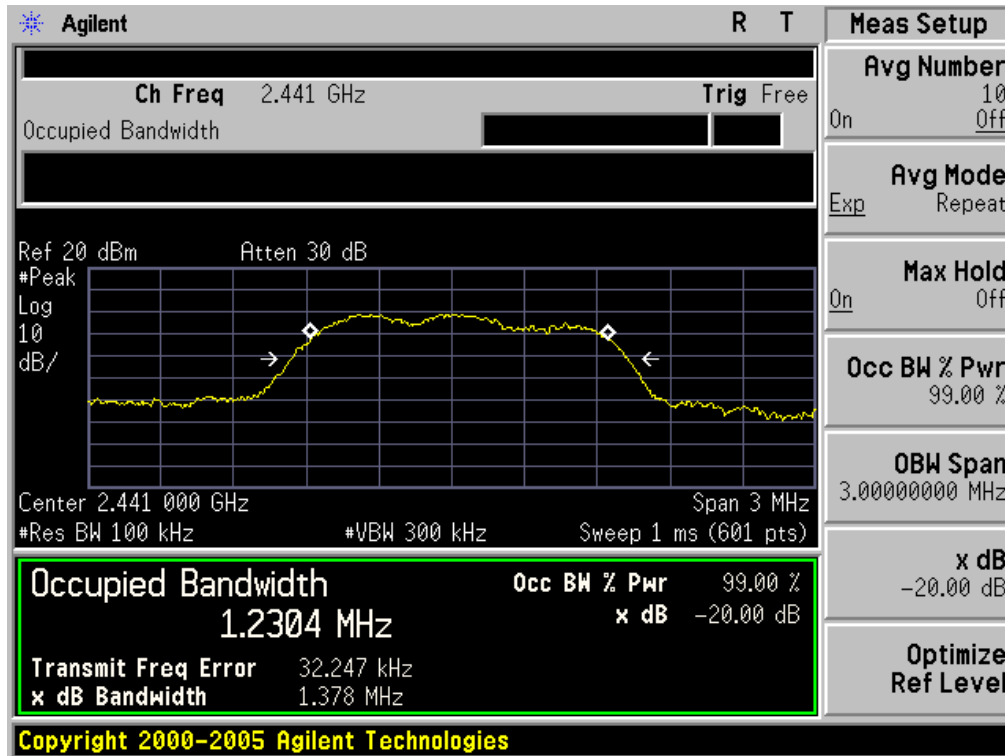 Agilent R T
Ch Freq 2.441 GHz Trig Free
Occupied Bandwidth
Ref 20 dBm Atten 30 dB
#Peak
Log
10
dB/
Center 2.441 000 GHz Span 3 MHz
#Res BW 100 kHz #VBW 300 kHz Sweep 1 ms (601 pts)
Occupied Bandwidth Occ BW % Pwr 99.00 %
1.2304 MHz x dB -20.00 dB
Transmit Freq Error 32.247 kHz
x dB Bandwidth 1.378 MHz
Copyright 2000-2005 Agilent Technologies
Meas Setup
Avg Number
10
On Off
Avg Mode
Exp Repeat
Max Hold
On Off
Occ BW % Pwr
99.00 %
OBW Span
3.00000000 MHz
x dB
-20.00 dB
Optimize
Ref Level